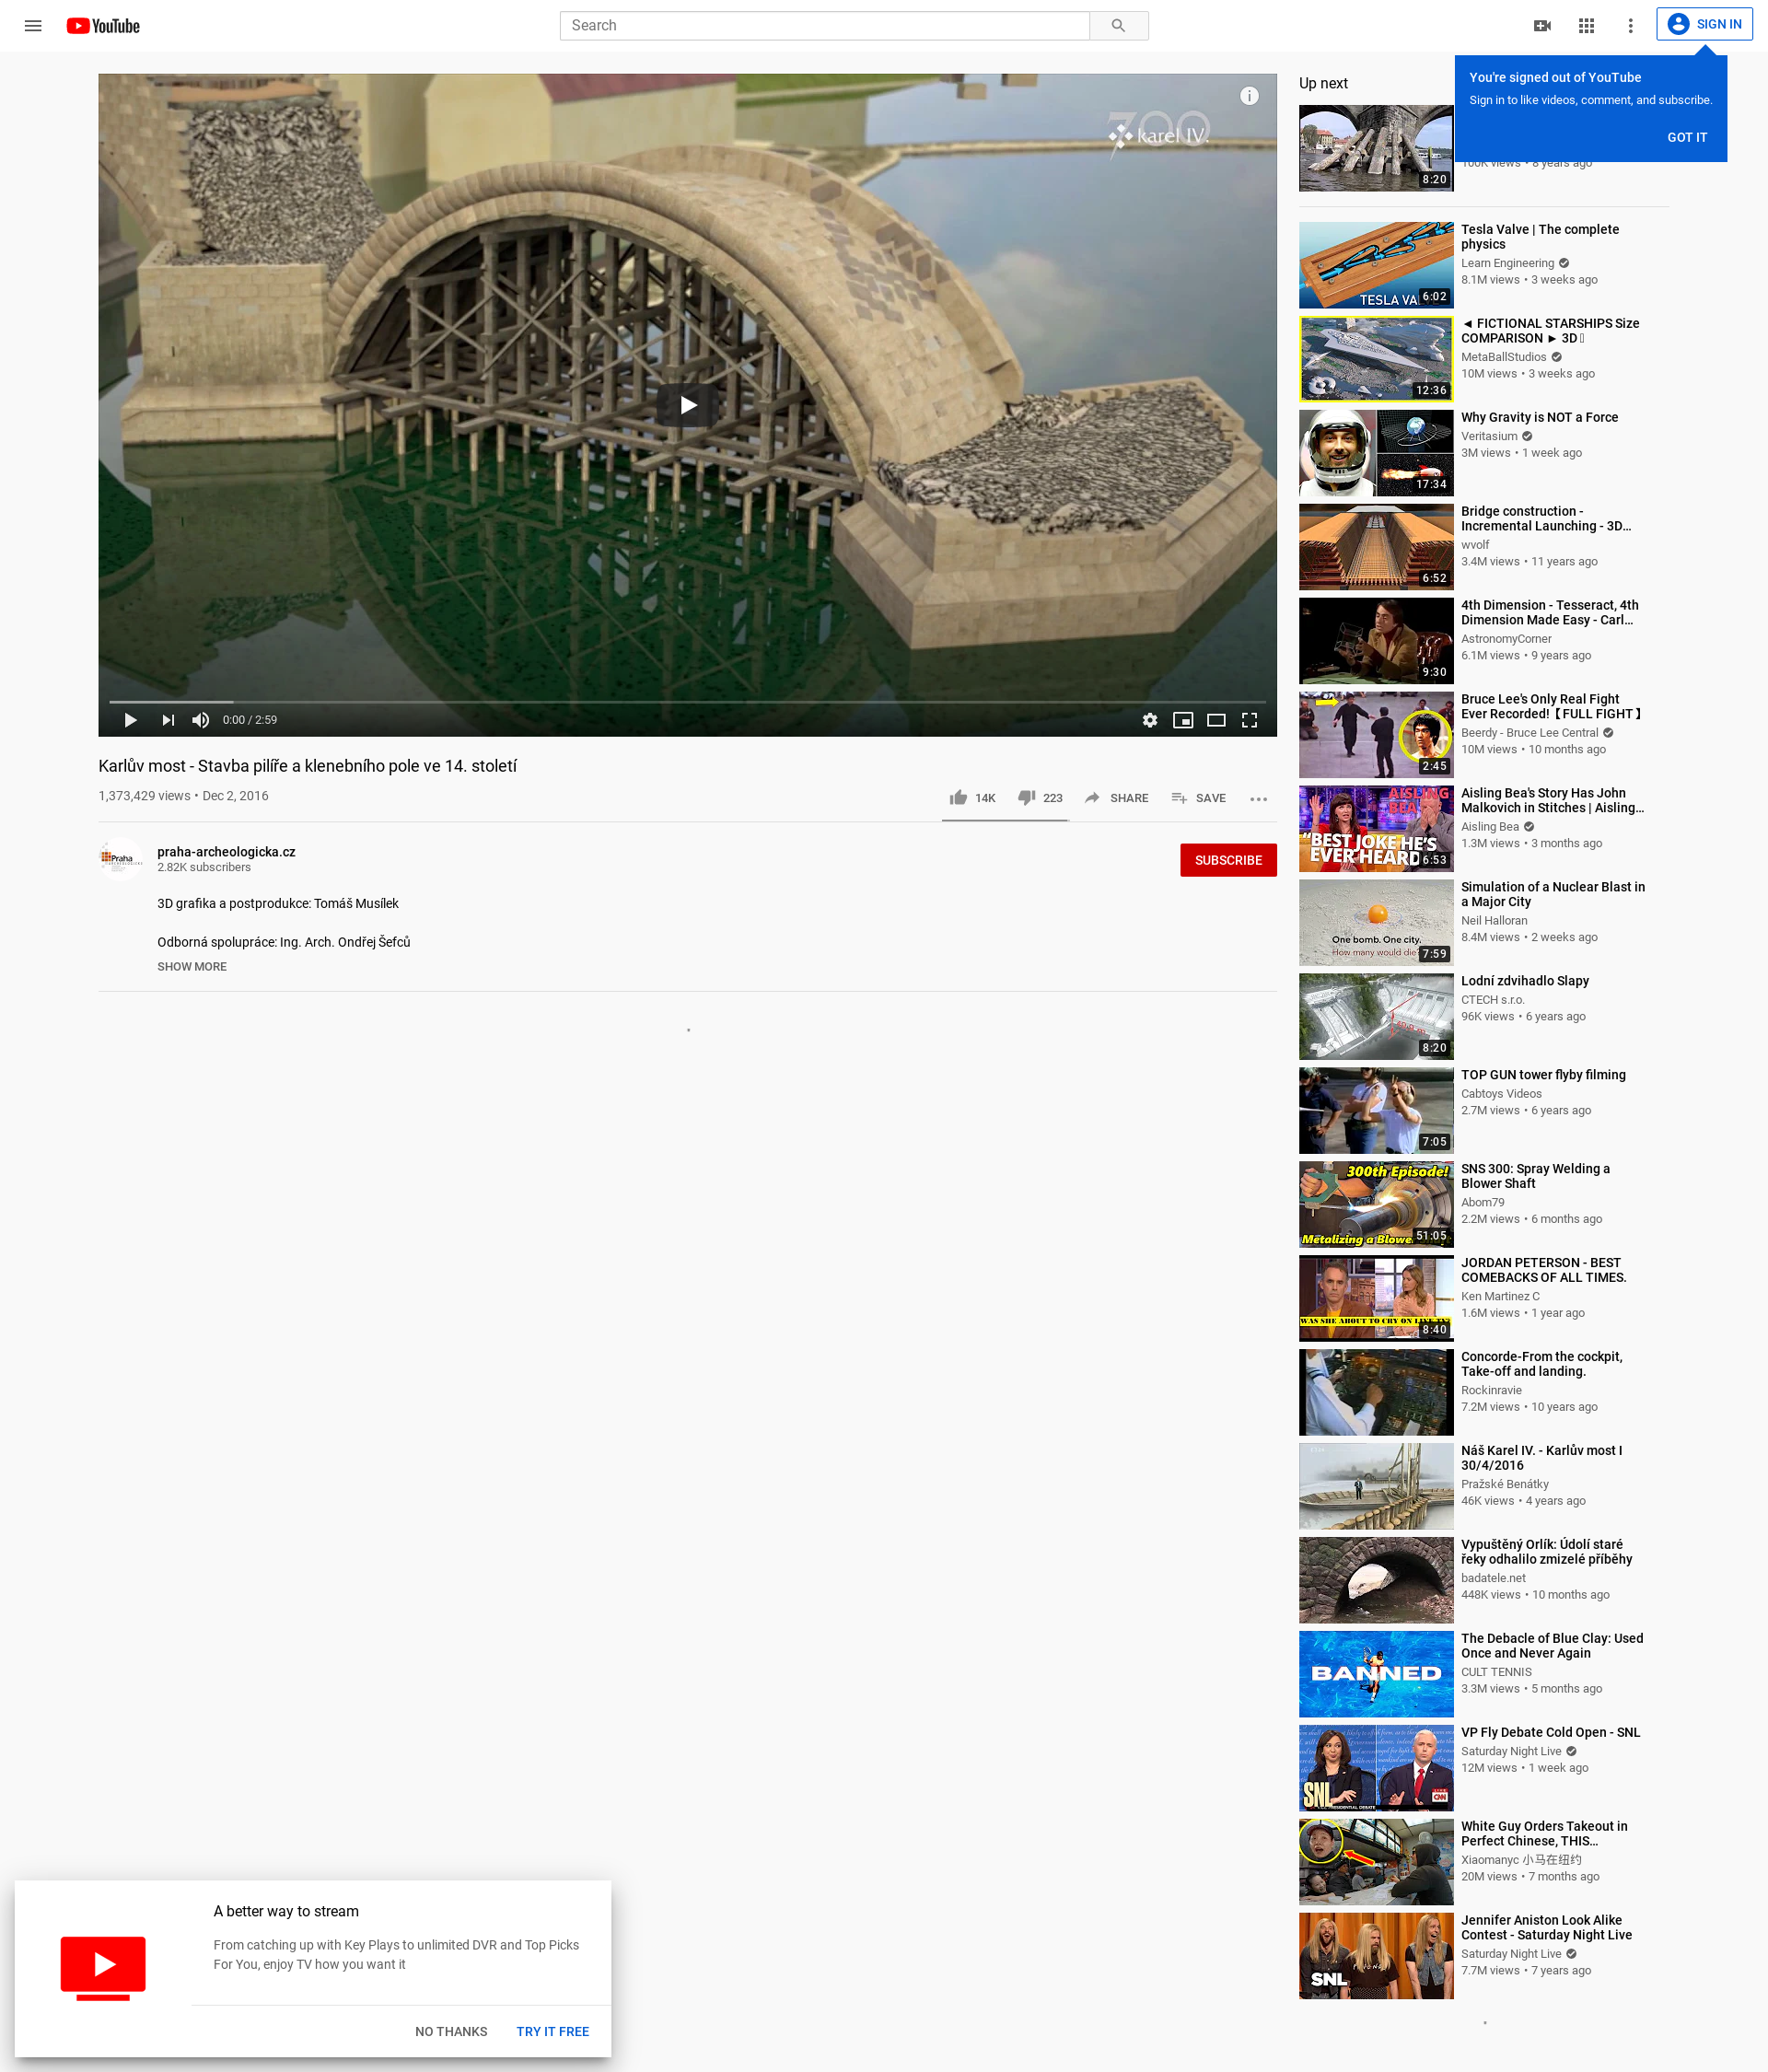 YouTube
Search
SIGN IN
You're signed out of YouTube
Sign in to like videos, comment, and subscribe.
GOT IT
700
karel IV.
0:00 / 2:59
Karlův most - Stavba pilíře a klenebního pole ve 14. století
1,373,429 views • Dec 2, 2016
14K
223
SHARE
SAVE
praha-archeologicka.cz
2.82K subscribers
SUBSCRIBE
3D grafika a postprodukce: Tomáš Musílek
Odborná spolupráce: Ing. Arch. Ondřej Šefců
SHOW MORE
Up next
8:20
100K views • 8 years ago
TESLA
6:02
Tesla Valve | The complete
physics
Learn Engineering
8.1M views • 3 weeks ago
12:36
◄ FICTIONAL STARSHIPS Size
COMPARISON ► 3D
MetaBallStudios
10M views • 3 weeks ago
17:34
Why Gravity is NOT a Force
Veritasium
3M views • 1 week ago
6:52
Bridge construction -
Incremental Launching - 3D...
wvolf
3.4M views • 11 years ago
9:30
4th Dimension - Tesseract, 4th
Dimension Made Easy - Carl...
AstronomyCorner
6.1M views • 9 years ago
2:45
Bruce Lee's Only Real Fight
Ever Recorded!【FULL FIGHT】
Beerdy - Bruce Lee Central
10M views • 10 months ago
AISLING
BEA
"BEST JOKE HE'S
EVER HEARD
6:53
Aisling Bea's Story Has John
Malkovich in Stitches | Aisling...
Aisling Bea
1.3M views • 3 months ago
One bomb. One city.
How many would die?
7:59
Simulation of a Nuclear Blast in
a Major City
Neil Halloran
8.4M views • 2 weeks ago
8:20
Lodní zdvihadlo Slapy
CTECH s.r.o.
96K views • 6 years ago
7:05
TOP GUN tower flyby filming
Cabtoys Videos
2.7M views • 6 years ago
300th Episode!
Metalizing a Blower
51:05
SNS 300: Spray Welding a
Blower Shaft
Abom79
2.2M views • 6 months ago
WAS SHE ABOUT TO CRY ON LIVE TV?
8:40
JORDAN PETERSON - BEST
COMEBACKS OF ALL TIMES.
Ken Martinez C
1.6M views • 1 year ago
Concorde-From the cockpit,
Take-off and landing.
Rockinravie
7.2M views • 10 years ago
Náš Karel IV. - Karlův most I
30/4/2016
Pražské Benátky
46K views • 4 years ago
Vypuštěný Orlík: Údolí staré
řeky odhalilo zmizelé příběhy
badatele.net
448K views • 10 months ago
BANNED
The Debacle of Blue Clay: Used
Once and Never Again
CULT TENNIS
3.3M views • 5 months ago
SNL
CNN
VP Fly Debate Cold Open - SNL
Saturday Night Live
12M views • 1 week ago
White Guy Orders Takeout in
Perfect Chinese, THIS...
Xiaomanyc 小马在纽约
20M views • 7 months ago
SNL
Jennifer Aniston Look Alike
Contest - Saturday Night Live
Saturday Night Live
7.7M views • 7 years ago
A better way to stream
From catching up with Key Plays to unlimited DVR and Top Picks
For You, enjoy TV how you want it
NO THANKS
TRY IT FREE